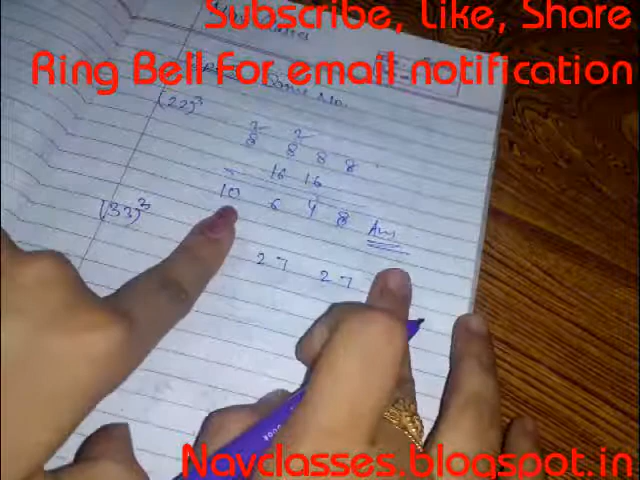 Subscribe, Like, Share
Ring Bell For email notification
(22)³
2 2
8 8 8 8
16 16
10 6 4 8 Ans
(33)³
27 27
Navclasses.blogspot.in